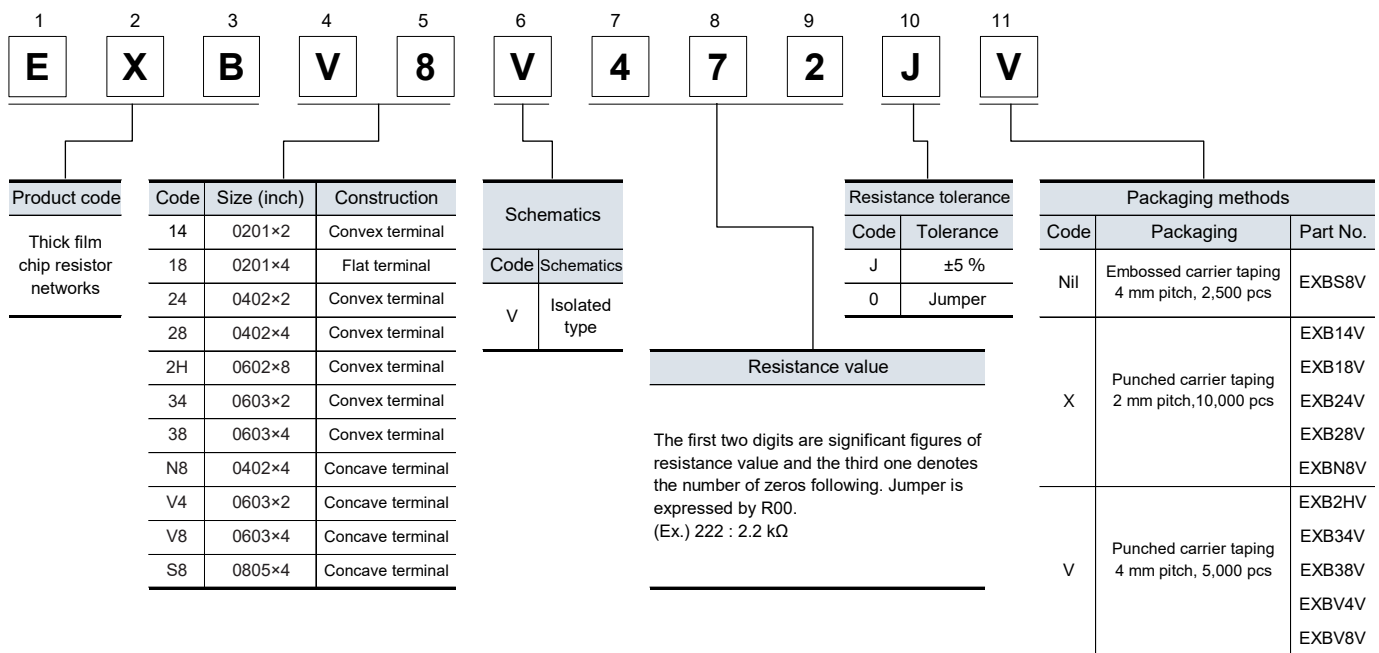 1 2 3 4 5 6 7 8 9 10 11
E X B V 8 V 4 7 2 J V
Product code
Thick film
chip resistor
networks
Code Size (inch) Construction
14 0201×2 Convex terminal
18 0201×4 Flat terminal
24 0402×2 Convex terminal
28 0402×4 Convex terminal
2H 0602×8 Convex terminal
34 0603×2 Convex terminal
38 0603×4 Convex terminal
N8 0402×4 Concave terminal
V4 0603×2 Concave terminal
V8 0603×4 Concave terminal
S8 0805×4 Concave terminal
Schematics
Code Schematics
V Isolated
type
Resistance value
The first two digits are significant figures of
resistance value and the third one denotes
the number of zeros following. Jumper is
expressed by R00.
(Ex.) 222 : 2.2 kΩ
Resistance tolerance
Code Tolerance
J ±5 %
0 Jumper
Packaging methods
Code Packaging Part No.
Nil Embossed carrier taping
4 mm pitch, 2,500 pcs
EXBS8V
X Punched carrier taping
2 mm pitch,10,000 pcs
EXB14V
EXB18V
EXB24V
EXB28V
EXBN8V
V Punched carrier taping
4 mm pitch, 5,000 pcs
EXB2HV
EXB34V
EXB38V
EXBV4V
EXBV8V